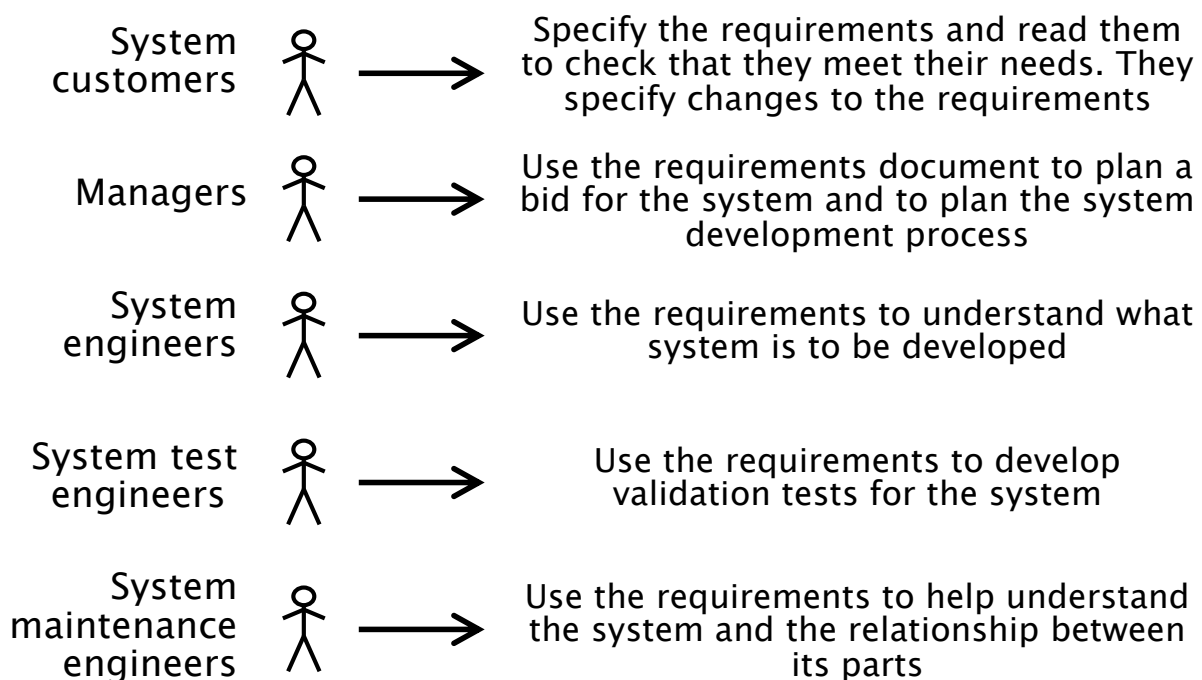 System
customers
Specify the requirements and read them
to check that they meet their needs. They
specify changes to the requirements
Managers
Use the requirements document to plan a
bid for the system and to plan the system
development process
System
engineers
Use the requirements to understand what
system is to be developed
System test
engineers
Use the requirements to develop
validation tests for the system
System
maintenance
engineers
Use the requirements to help understand
the system and the relationship between
its parts